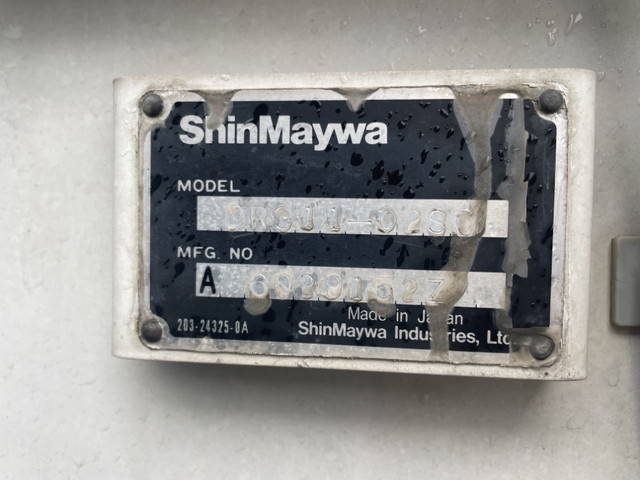 ShinMaywa
MODEL
MFG. NO
A
Made in Japan
203-24325-0A
ShinMaywa Industries, Ltd